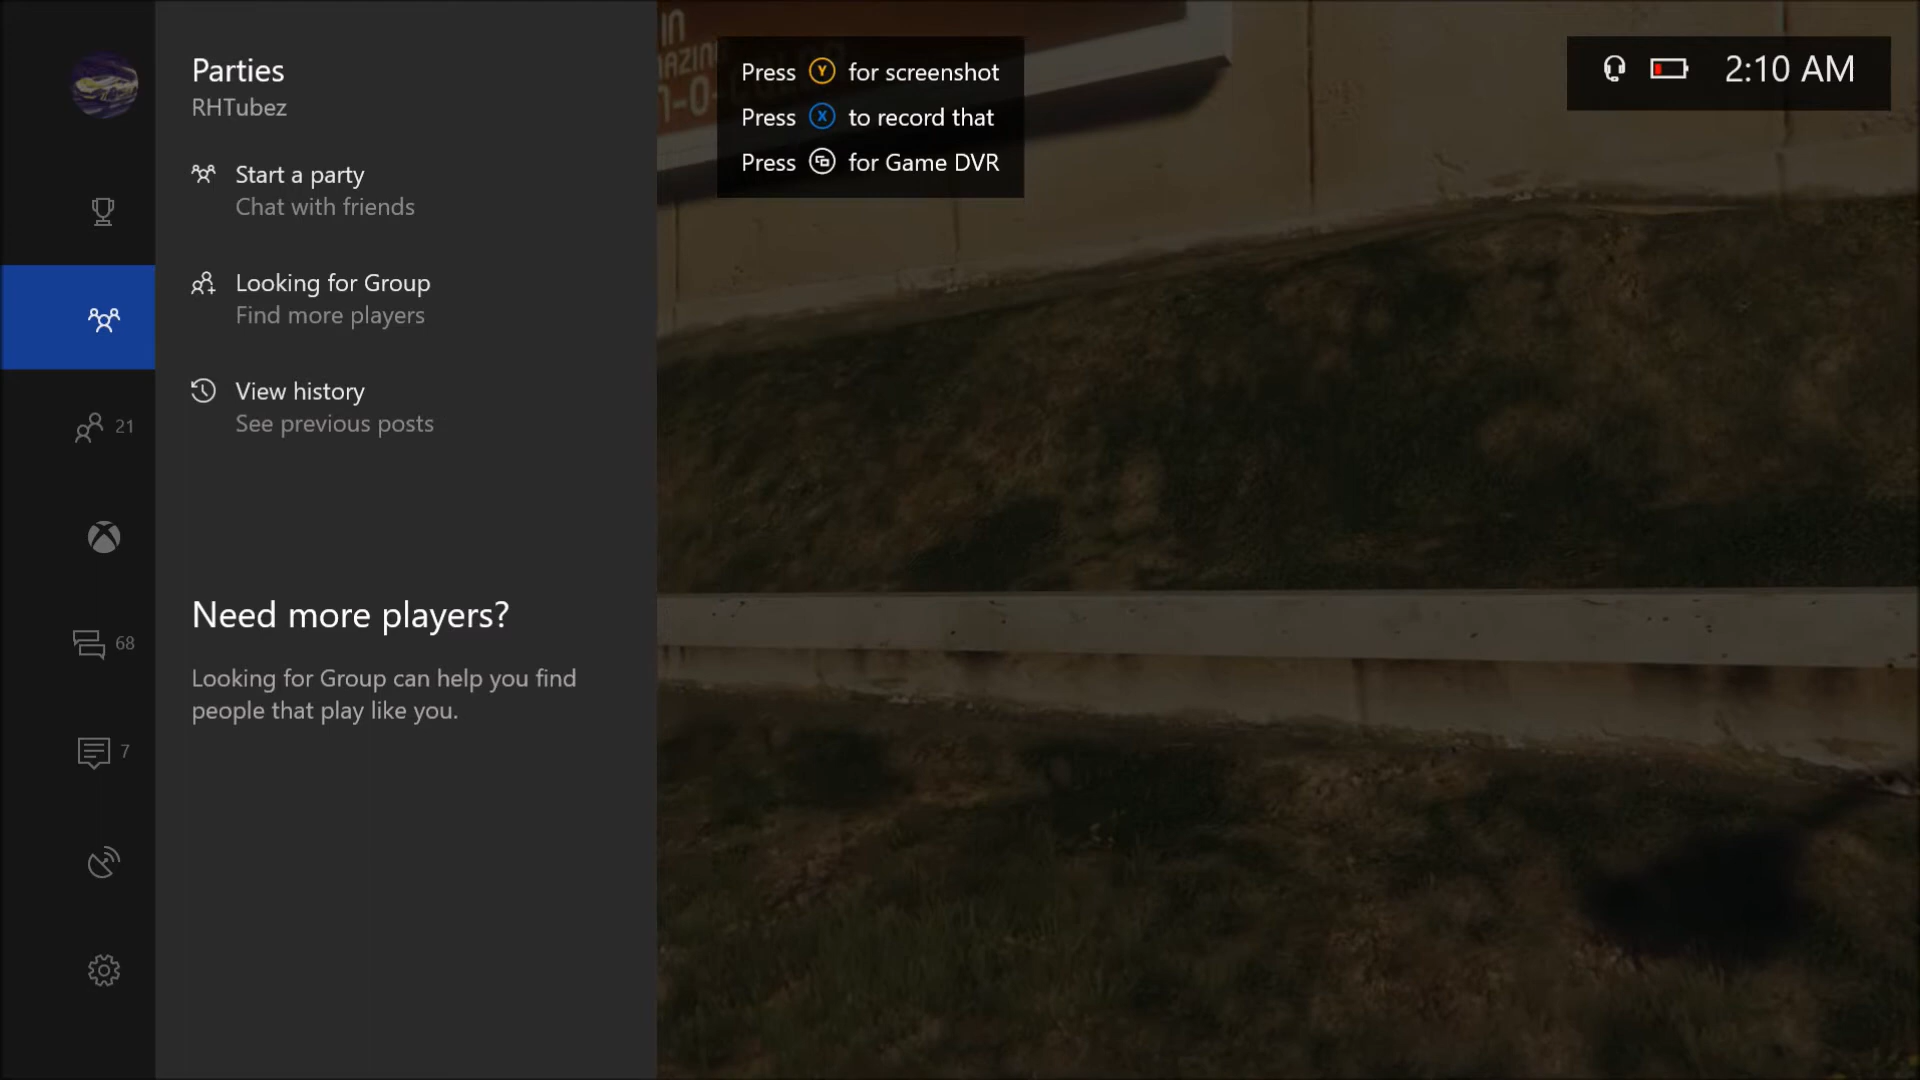 Parties
RHTubez
Start a party
Chat with friends
Looking for Group
Find more players
View history
See previous posts
21
68
7
Need more players?
Looking for Group can help you find
people that play like you.
IN
Press Y for screenshot
Press X to record that
Press for Game DVR
2:10 AM